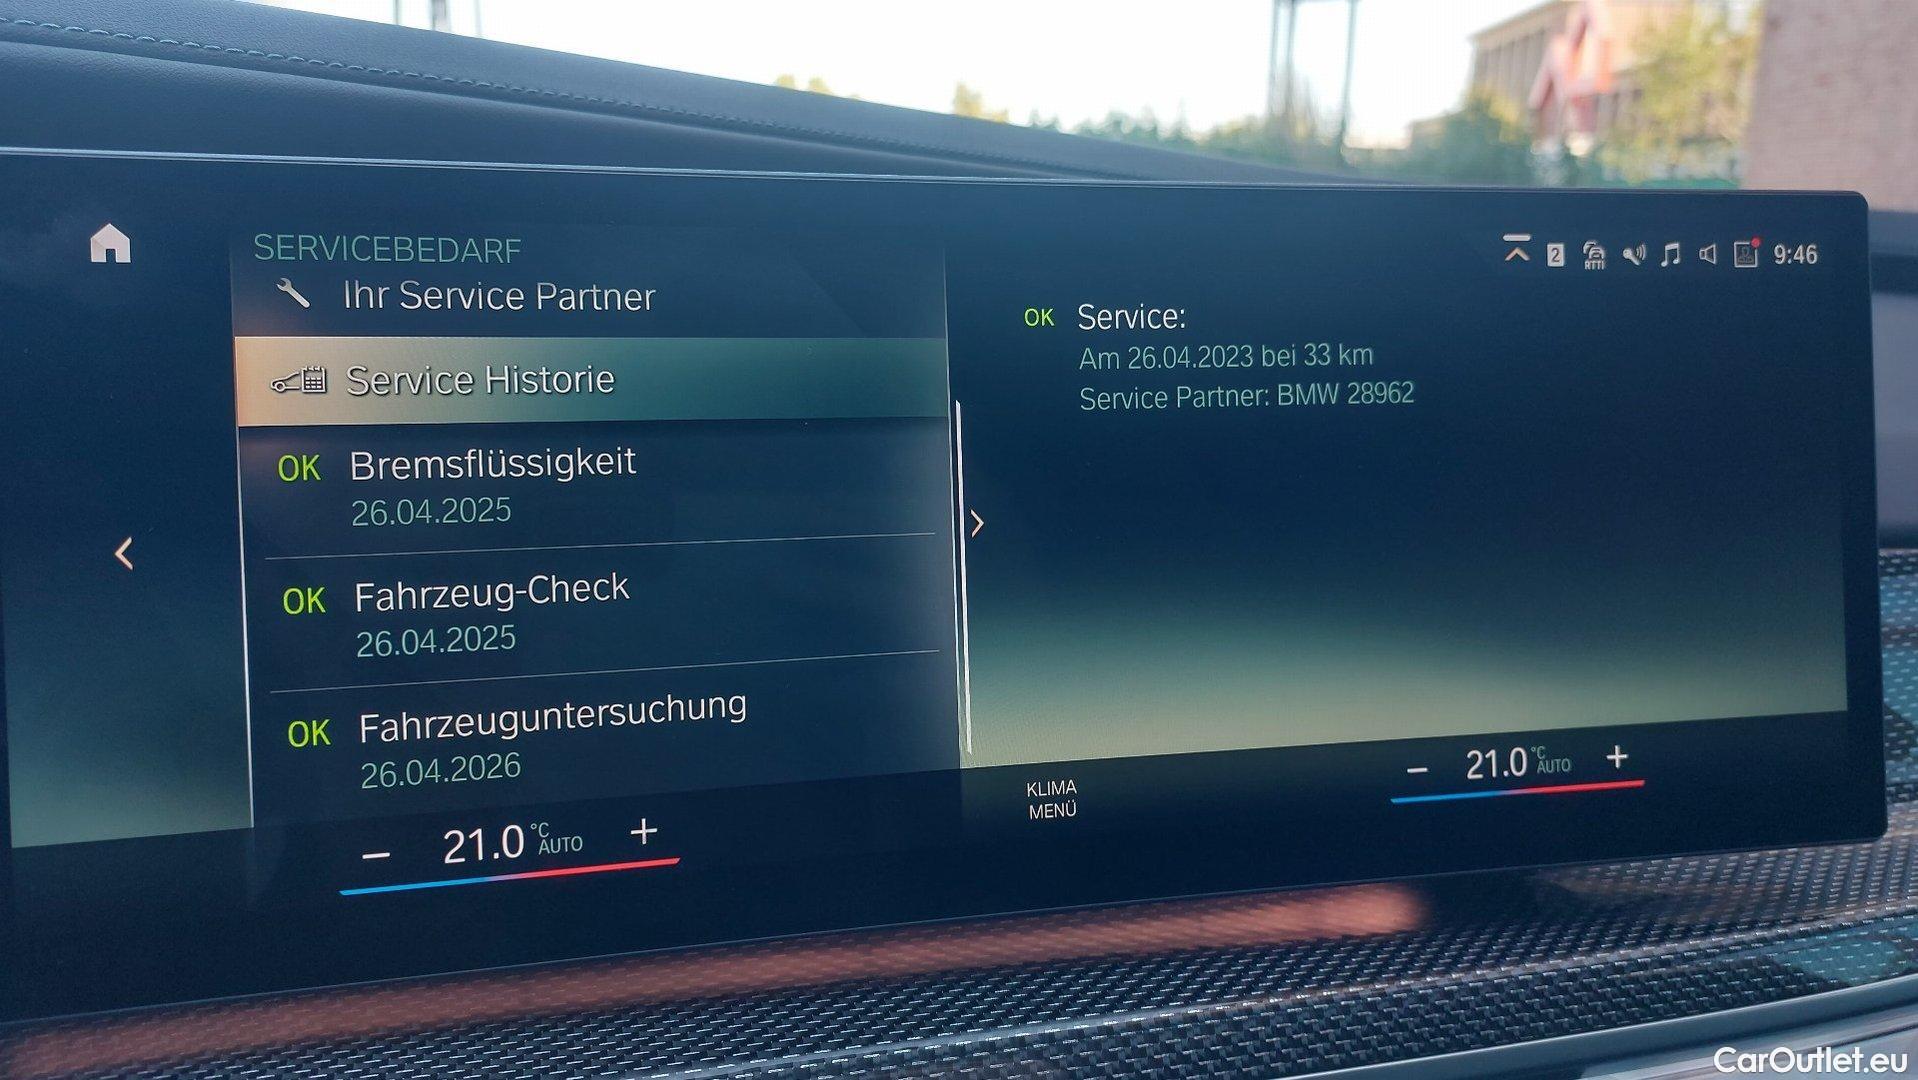 SERVICEBEDARF
Ihr Service Partner
Service Historie
OK Bremsflüssigkeit
26.04.2025
OK Fahrzeug-Check
26.04.2025
OK Fahrzeuguntersuchung
26.04.2026
2 RTTI 9:46
OK Service:
Am 26.04.2023 bei 33 km
Service Partner: BMW 28962
− 21.0 °C AUTO +
KLIMA
MENÜ
− 21.0 °C AUTO +
CarOutlet.eu